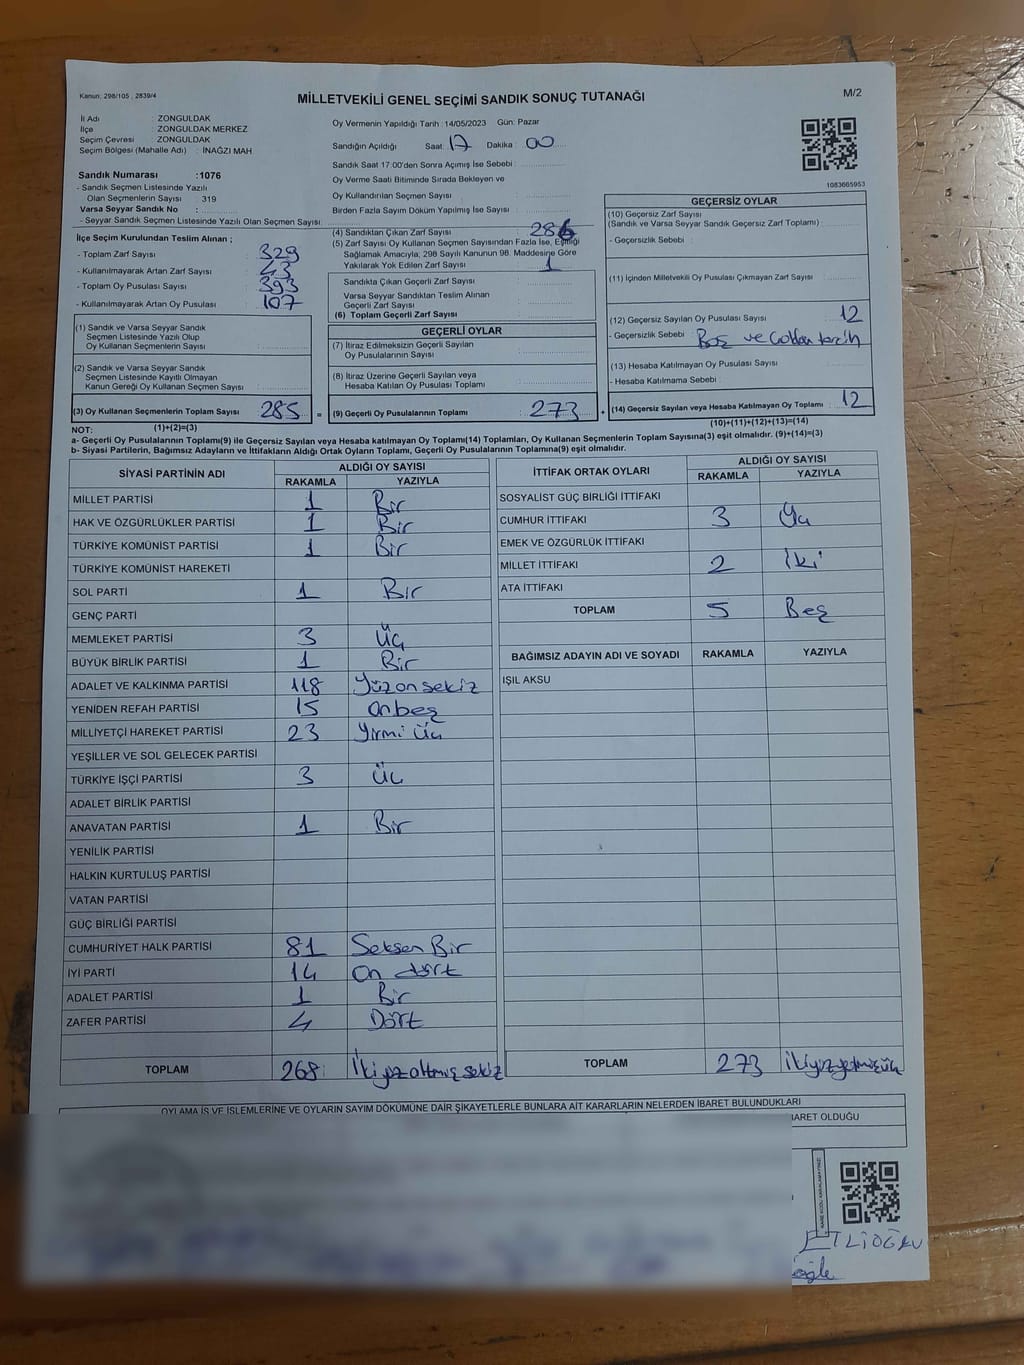 Kanun: 298/105 , 2839/4
MİLLETVEKİLİ GENEL SEÇİMİ SANDIK SONUÇ TUTANAĞI
M/2
İl Adı : ZONGULDAK
İlçe : ZONGULDAK MERKEZ
Seçim Çevresi : ZONGULDAK
Seçim Bölgesi (Mahalle Adı) : İNAĞZI MAH
Sandık Numarası :1076
- Sandık Seçmen Listesinde Yazılı
Olan Seçmenlerin Sayısı 319
Varsa Seyyar Sandık No :
- Seyyar Sandık Seçmen Listesinde Yazılı Olan Seçmen Sayısı:
Oy Vermenin Yapıldığı Tarih : 14/05/2023 Gün: Pazar
Sandığın Açıldığı Saat: 17 Dakika: 00
Sandık Saat 17:00'den Sonra Açımış İse Sebebi :
Oy Verme Saati Bitiminde Sırada Bekleyen ve
Oy Kullandırılan Seçmen Sayısı :
Birden Fazla Sayım Döküm Yapılmış İse Sayısı :
1083665953
İlçe Seçim Kurulundan Teslim Alınan ;
- Toplam Zarf Sayısı : 329
- Kullanılmayarak Artan Zarf Sayısı : 43
- Toplam Oy Pusulası Sayısı : 393
- Kullanılmayarak Artan Oy Pusulası : 107
(4) Sandıktan Çıkan Zarf Sayısı : 286
(5) Zarf Sayısı Oy Kullanan Seçmen Sayısından Fazla İse, Eşitliği
Sağlamak Amacıyla, 298 Sayılı Kanunun 98. Maddesine Göre
Yakılarak Yok Edilen Zarf Sayısı : 1
Sandıkta Çıkan Geçerli Zarf Sayısı :
Varsa Seyyar Sandıktan Teslim Alınan
Geçerli Zarf Sayısı :
(6) Toplam Geçerli Zarf Sayısı :
GEÇERSİZ OYLAR
(10) Geçersiz Zarf Sayısı
(Sandık ve Varsa Seyyar Sandık Geçersiz Zarf Toplamı) :
- Geçersizlik Sebebi :
(11) İçinden Milletvekili Oy Pusulası Çıkmayan Zarf Sayısı :
(12) Geçersiz Sayılan Oy Pusulası Sayısı : 12
- Geçersizlik Sebebi : Boş ve
(13) Hesaba Katılmayan Oy Pusulası Sayısı :
- Hesaba Katılmama Sebebi :
(14) Geçersiz Sayılan veya Hesaba Katılmayan Oy Toplamı : 12
(10)+(11)+(12)+(13)=(14)
(1) Sandık ve Varsa Seyyar Sandık
Seçmen Listesinde Yazılı Olup
Oy Kullanan Seçmenlerin Sayısı :
(2) Sandık ve Varsa Seyyar Sandık
Seçmen Listesinde Kayıtlı Olmayan
Kanun Gereği Oy Kullanan Seçmen Sayısı :
(3) Oy Kullanan Seçmenlerin Toplam Sayısı : 285 =
(1)+(2)=(3)
GEÇERLİ OYLAR
(7) İtiraz Edilmeksizin Geçerli Sayılan
Oy Pusulalarının Sayısı :
(8) İtiraz Üzerine Geçerli Sayılan veya
Hesaba Katılan Oy Pusulası Toplamı :
(9) Geçerli Oy Pusulalarının Toplamı : 273 +
NOT:
a- Geçerli Oy Pusulalarının Toplamı(9) ile Geçersiz Sayılan veya Hesaba katılmayan Oy Toplamı(14) Toplamları, Oy Kullanan Seçmenlerin Toplam Sayısına(3) eşit olmalıdır. (9)+(14)=(3)
b- Siyasi Partilerin, Bağımsız Adayların ve İttifakların Aldığı Ortak Oyların Toplamı, Geçerli Oy Pusulalarının Toplamına(9) eşit olmalıdır.
SİYASİ PARTİNİN ADI ALDIĞI OY SAYISI
RAKAMLA YAZIYLA
MİLLET PARTİSİ 1 Bir
HAK VE ÖZGÜRLÜKLER PARTİSİ 1 Bir
TÜRKİYE KOMÜNİST PARTİSİ 1 Bir
TÜRKİYE KOMÜNİST HAREKETİ
SOL PARTİ 1 Bir
GENÇ PARTİ
MEMLEKET PARTİSİ 3 Üç
BÜYÜK BİRLİK PARTİSİ 1 Bir
ADALET VE KALKINMA PARTİSİ 118 Yüzonsekiz
YENİDEN REFAH PARTİSİ 15 Onbeş
MİLLİYETÇİ HAREKET PARTİSİ 23 Yirmi üç
YEŞİLLER VE SOL GELECEK PARTİSİ
TÜRKİYE İŞÇİ PARTİSİ 3 Üç
ADALET BİRLİK PARTİSİ
ANAVATAN PARTİSİ 1 Bir
YENİLİK PARTİSİ
HALKIN KURTULUŞ PARTİSİ
VATAN PARTİSİ
GÜÇ BİRLİĞİ PARTİSİ
CUMHURİYET HALK PARTİSİ 81 Seksen Bir
İYİ PARTİ 14 On dört
ADALET PARTİSİ 1 Bir
ZAFER PARTİSİ 4 Dört
TOPLAM 268 İkiyüzaltmışsekiz
İTTİFAK ORTAK OYLARI ALDIĞI OY SAYISI
RAKAMLA YAZIYLA
SOSYALİST GÜÇ BİRLİĞİ İTTİFAKI
CUMHUR İTTİFAKI 3 Üç
EMEK VE ÖZGÜRLÜK İTTİFAKI
MİLLET İTTİFAKI 2 İki
ATA İTTİFAKI
TOPLAM 5 Beş
BAĞIMSIZ ADAYIN ADI VE SOYADI RAKAMLA YAZIYLA
IŞIL AKSU
TOPLAM 273 İkiyüzyetmişüç
OYLAMA İŞ VE İŞLEMLERİNE VE OYLARIN SAYIM DÖKÜMÜNE DAİR ŞİKAYETLERLE BUNLARA AİT KARARLARIN NELERDEN İBARET BULUNDUKLARI
BARET OLDUĞU